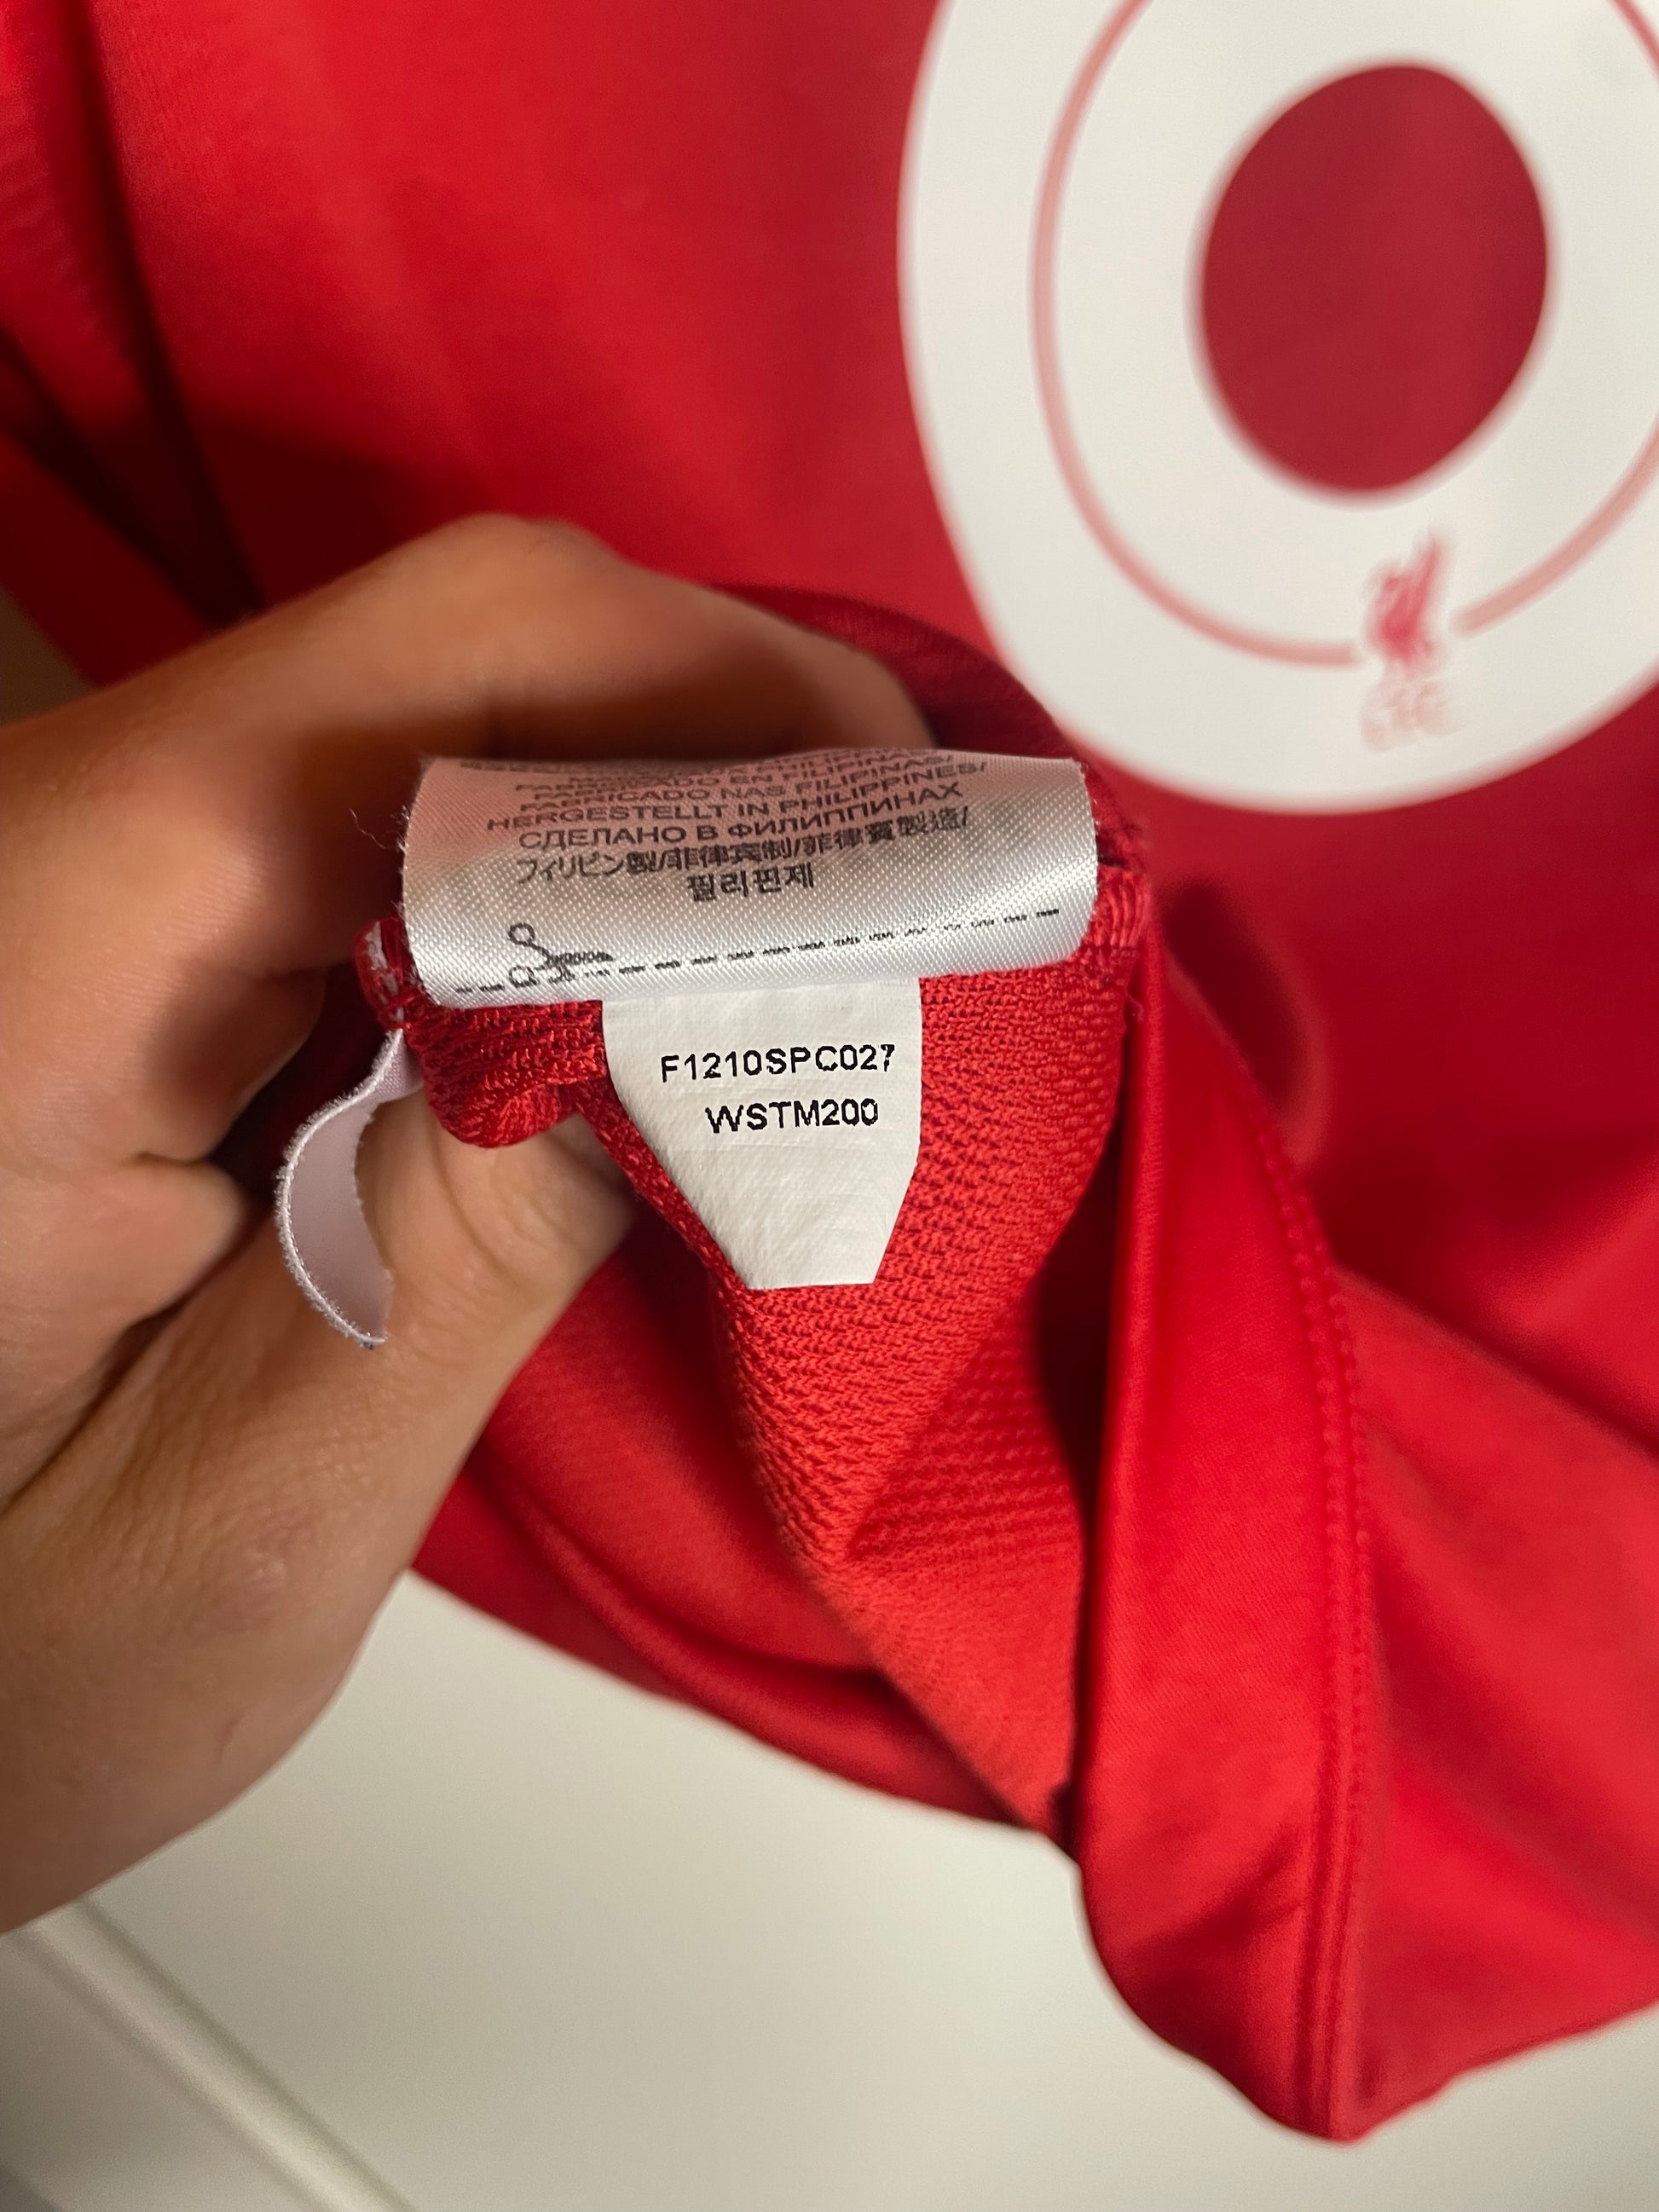 FABRICADO EN FILIPINAS/
FABRICADO NAS FILIPINES/
HERGESTELLT IN PHILIPPINES/
СДЕЛАНО В ФИЛИППИНАХ
フィリピン製/菲律宾制/菲律賓製造/
필리핀제
F1210SPC027
WSTM200